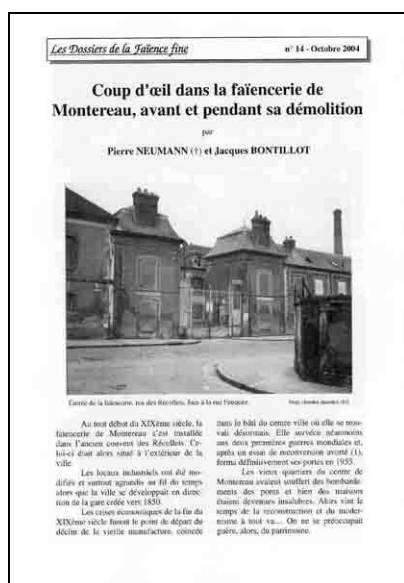 Les Dossiers de la Faïence fine
n° 14 - Octobre 2004
Coup d'œil dans la faïencerie de
Montereau, avant et pendant sa démolition
par
Pierre NEUMANN (†) et Jacques BONTILLOT
Entrée de la faïencerie, rue des Récollets, face à la rue
Au tout début du XIXème siècle, la
faïencerie de Montereau s'est installée
dans l'ancien couvent des Récollets. Ce-
lui-ci était alors situé à l'extérieur de la
ville.
Les locaux industriels ont été mo-
difiés et surtout agrandis au fil du temps
alors que la ville se développait en direc-
tion de la gare créée vers 1850.
Les crises économiques de la fin du
XIXème siècle furent le point de départ du
déclin de la vieille manufacture, coincée
dans le bâti du centre ville où elle se trou-
vait désormais. Elle survécu néanmoins
aux deux premières guerres mondiales et,
après un essai de reconversion avorté (1),
ferma définitivement ses portes en 1955.
Les vieux quartiers du centre de
Montereau avaient souffert des bombarde-
ments des ponts et bien des maisons
étaient devenues insalubres. Alors vint le
temps de la reconstruction et du moder-
nisme à tout va... On ne se préoccupait
guère, alors, du patrimoine.